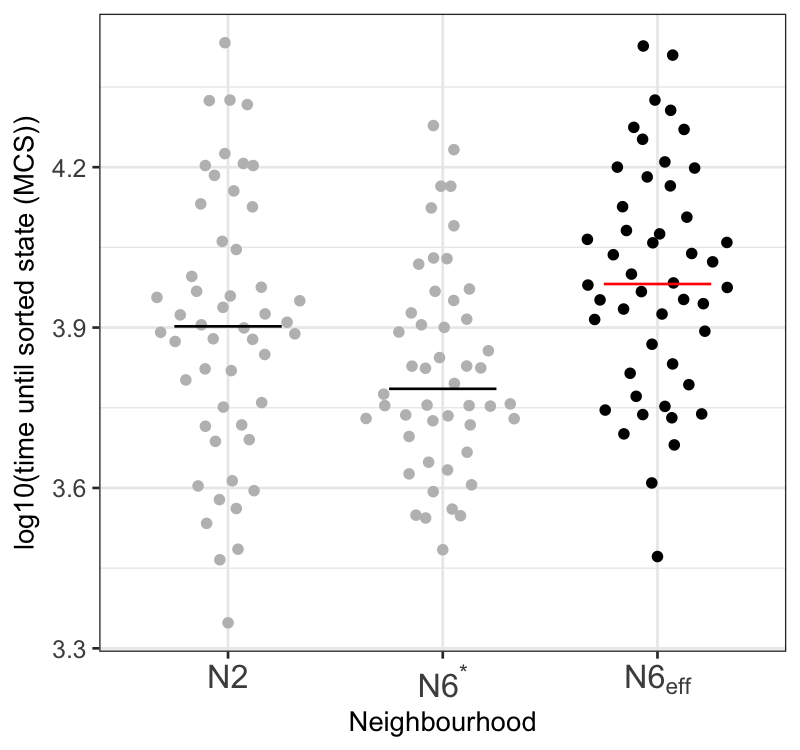 log10(time until sorted state (MCS))
4.2
3.9
3.6
3.3
N2
N6*
N6eff
Neighbourhood